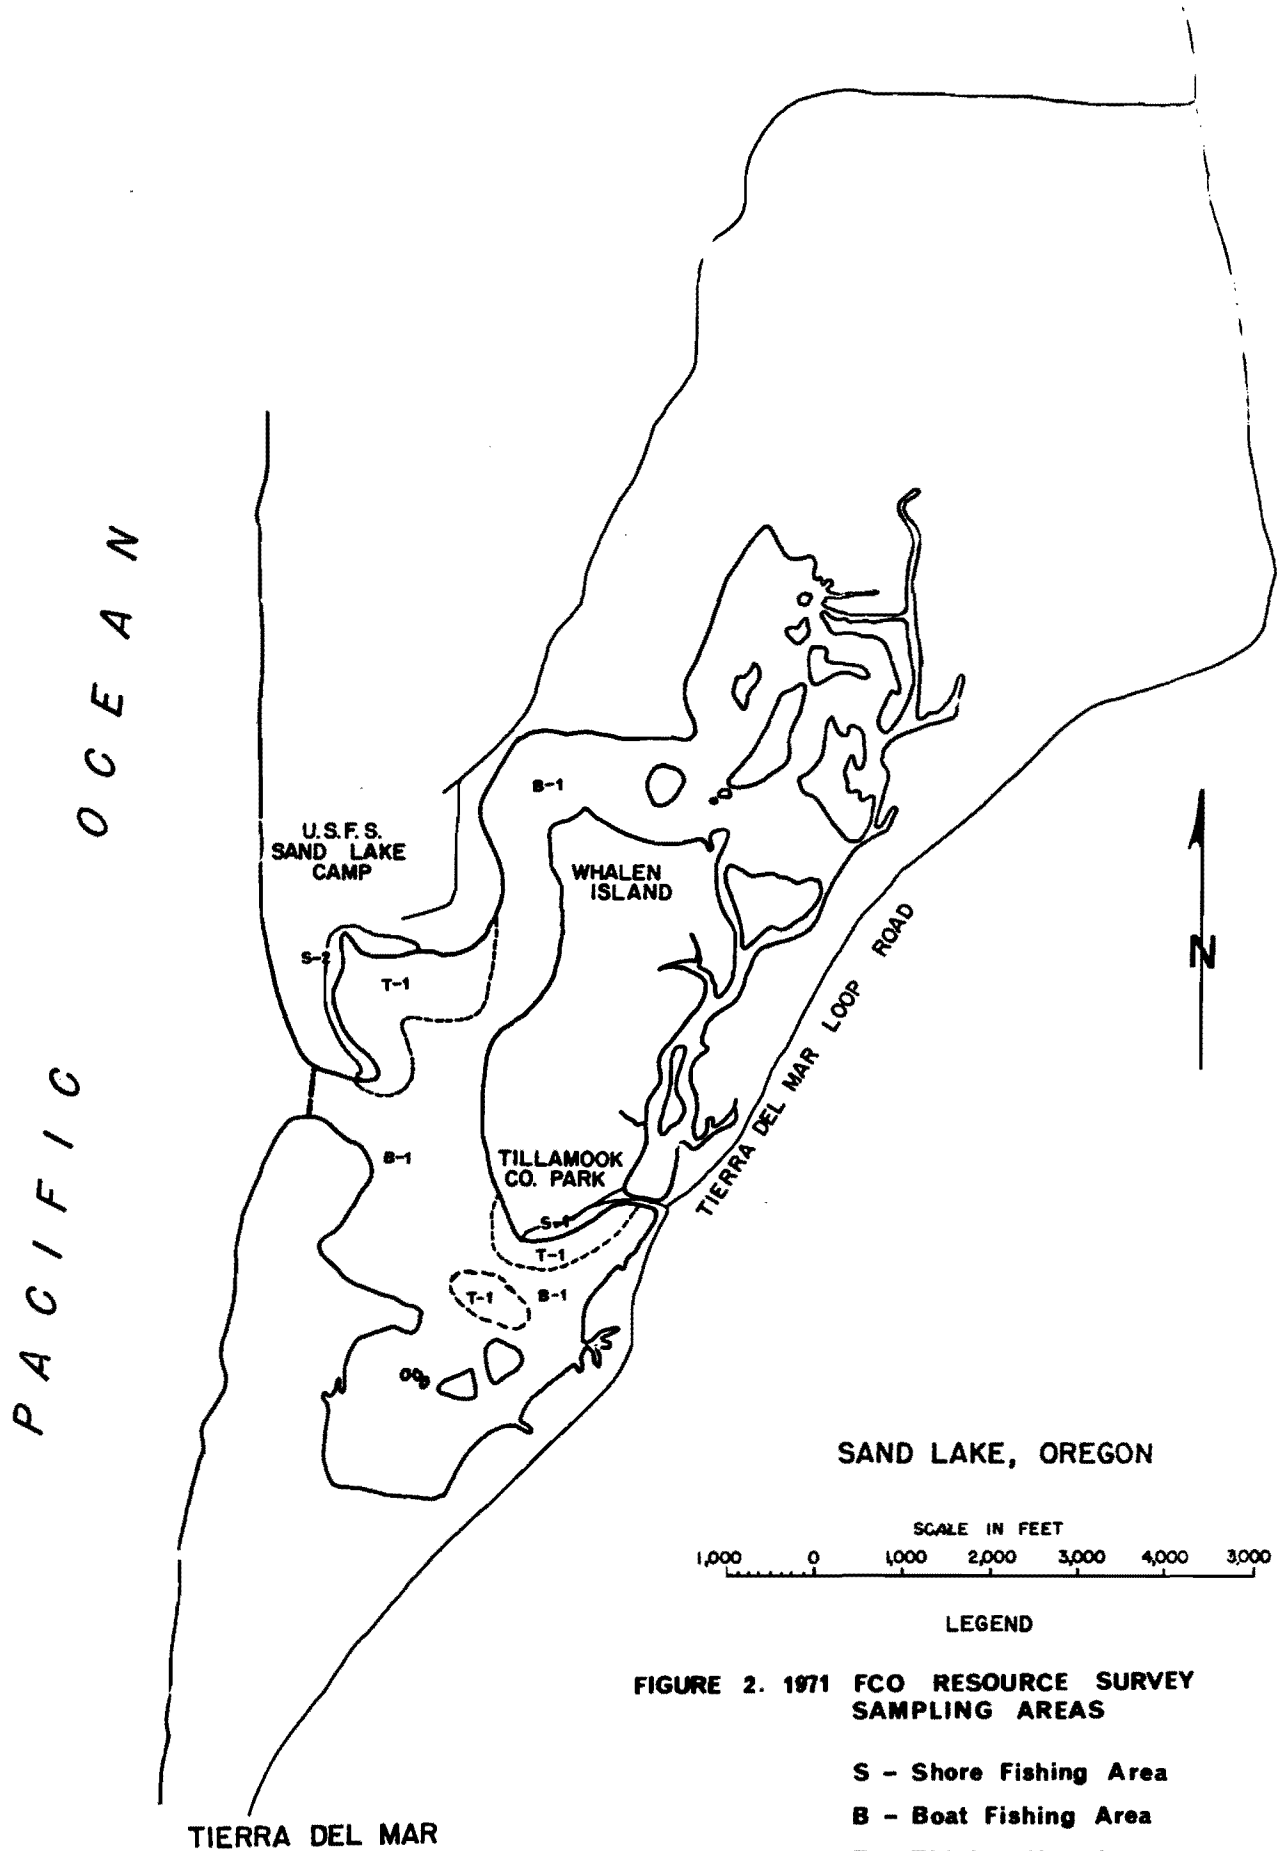 PACIFIC OCEAN
B-1
U.S.F.S.
SAND LAKE
CAMP
WHALEN
ISLAND
S-2
T-1
N
TIERRA DEL MAR LOOP ROAD
B-1
TILLAMOOK
CO. PARK
S-1
T-1
T-1
B-1
SAND LAKE, OREGON
SCALE IN FEET
1,000 0 1,000 2,000 3,000 4,000 3,000
LEGEND
FIGURE 2. 1971 FCO RESOURCE SURVEY
SAMPLING AREAS
S - Shore Fishing Area
B - Boat Fishing Area
TIERRA DEL MAR